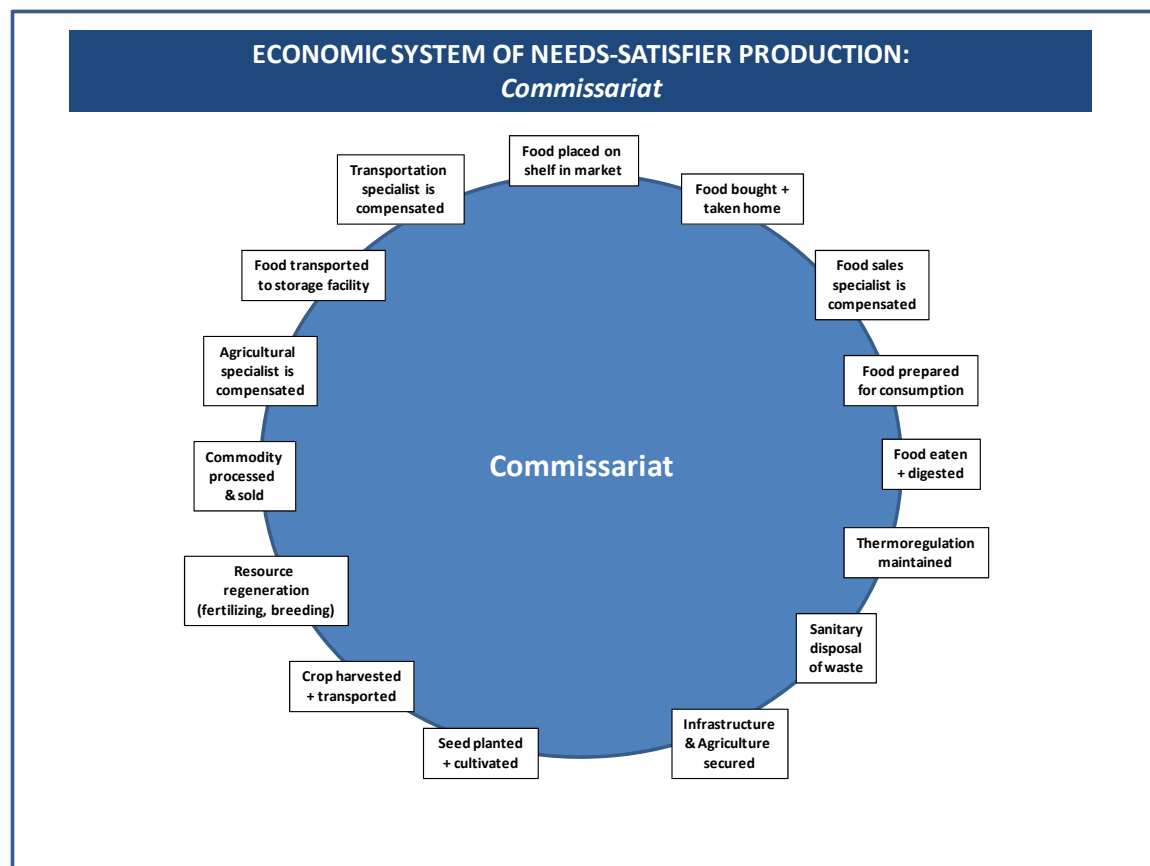 ECONOMIC SYSTEM OF NEEDS-SATISFIER PRODUCTION:
Commissariat
Food placed on
shelf in market
Food bought +
taken home
Food sales
specialist is
compensated
Food prepared
for consumption
Food eaten
+ digested
Thermoregulation
maintained
Sanitary
disposal
of waste
Infrastructure
& Agriculture
secured
Seed planted
+ cultivated
Crop harvested
+ transported
Resource
regeneration
(fertilizing, breeding)
Commodity
processed
& sold
Agricultural
specialist is
compensated
Food transported
to storage facility
Transportation
specialist is
compensated
Commissariat